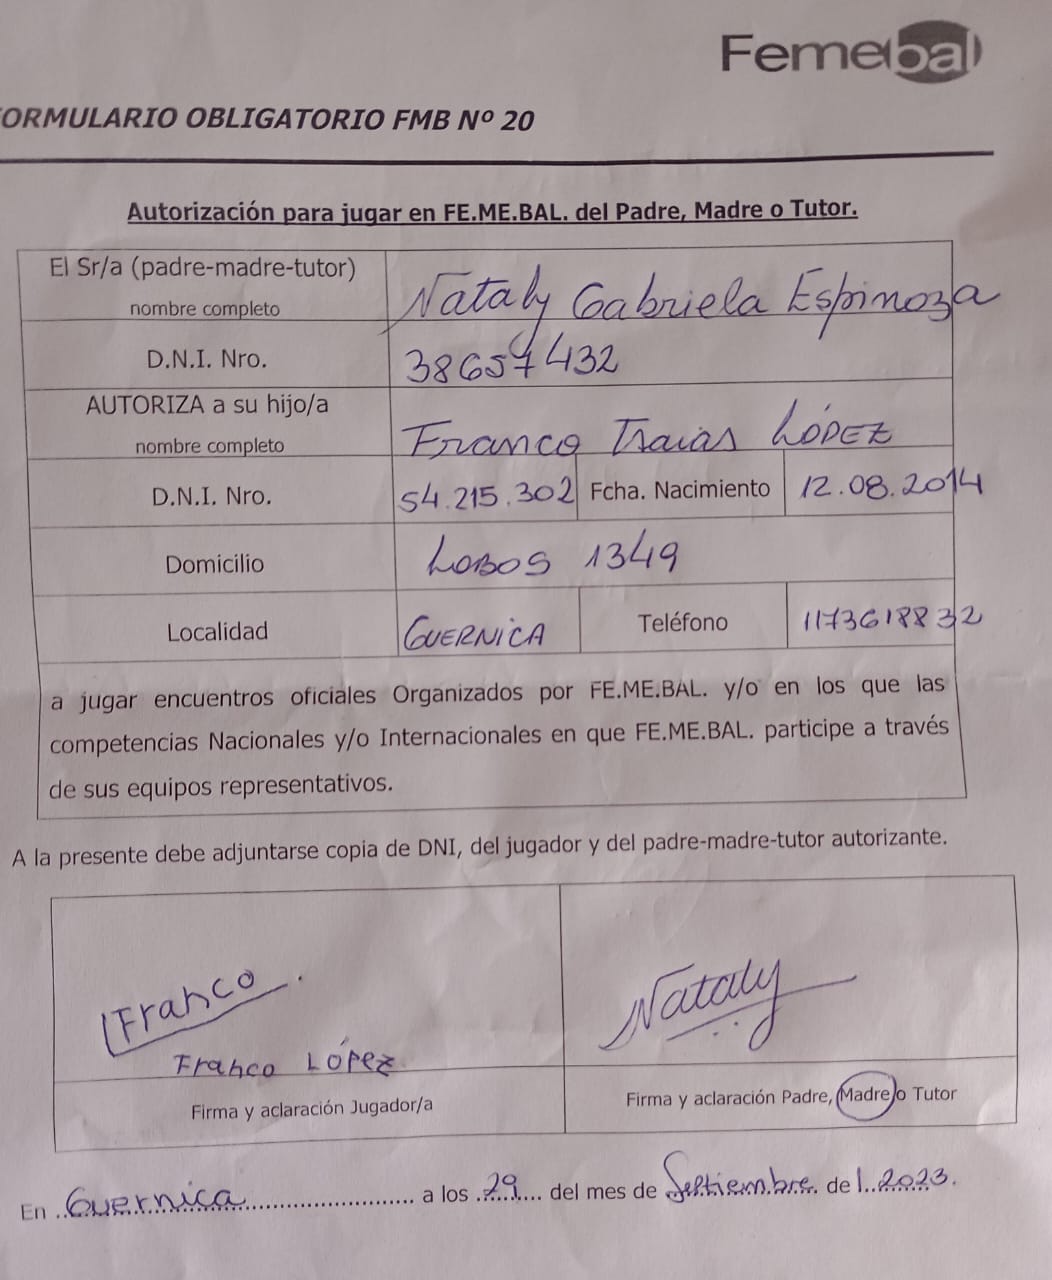 Femebal
FORMULARIO OBLIGATORIO FMB Nº 20
Autorización para jugar en FE.ME.BAL. del Padre, Madre o Tutor.
El Sr/a (padre-madre-tutor)
nombre completo
Nataly Gabriela Espinoza
D.N.I. Nro.
38657432
AUTORIZA a su hijo/a
nombre completo
Franco Isaias LÓPEZ
D.N.I. Nro.
54.215.302
Fcha. Nacimiento
12.08.2014
Domicilio
LOBOS 1349
Localidad
GUERNICA
Teléfono
1173618832
a jugar encuentros oficiales Organizados por FE.ME.BAL. y/o en los que las
competencias Nacionales y/o Internacionales en que FE.ME.BAL. participe a través
de sus equipos representativos.
A la presente debe adjuntarse copia de DNI, del jugador y del padre-madre-tutor autorizante.
Franco
Franco López
Nataly
Firma y aclaración Jugador/a
Firma y aclaración Padre, Madre o Tutor
En Guernica a los 29 del mes de Septiembre del 2023.